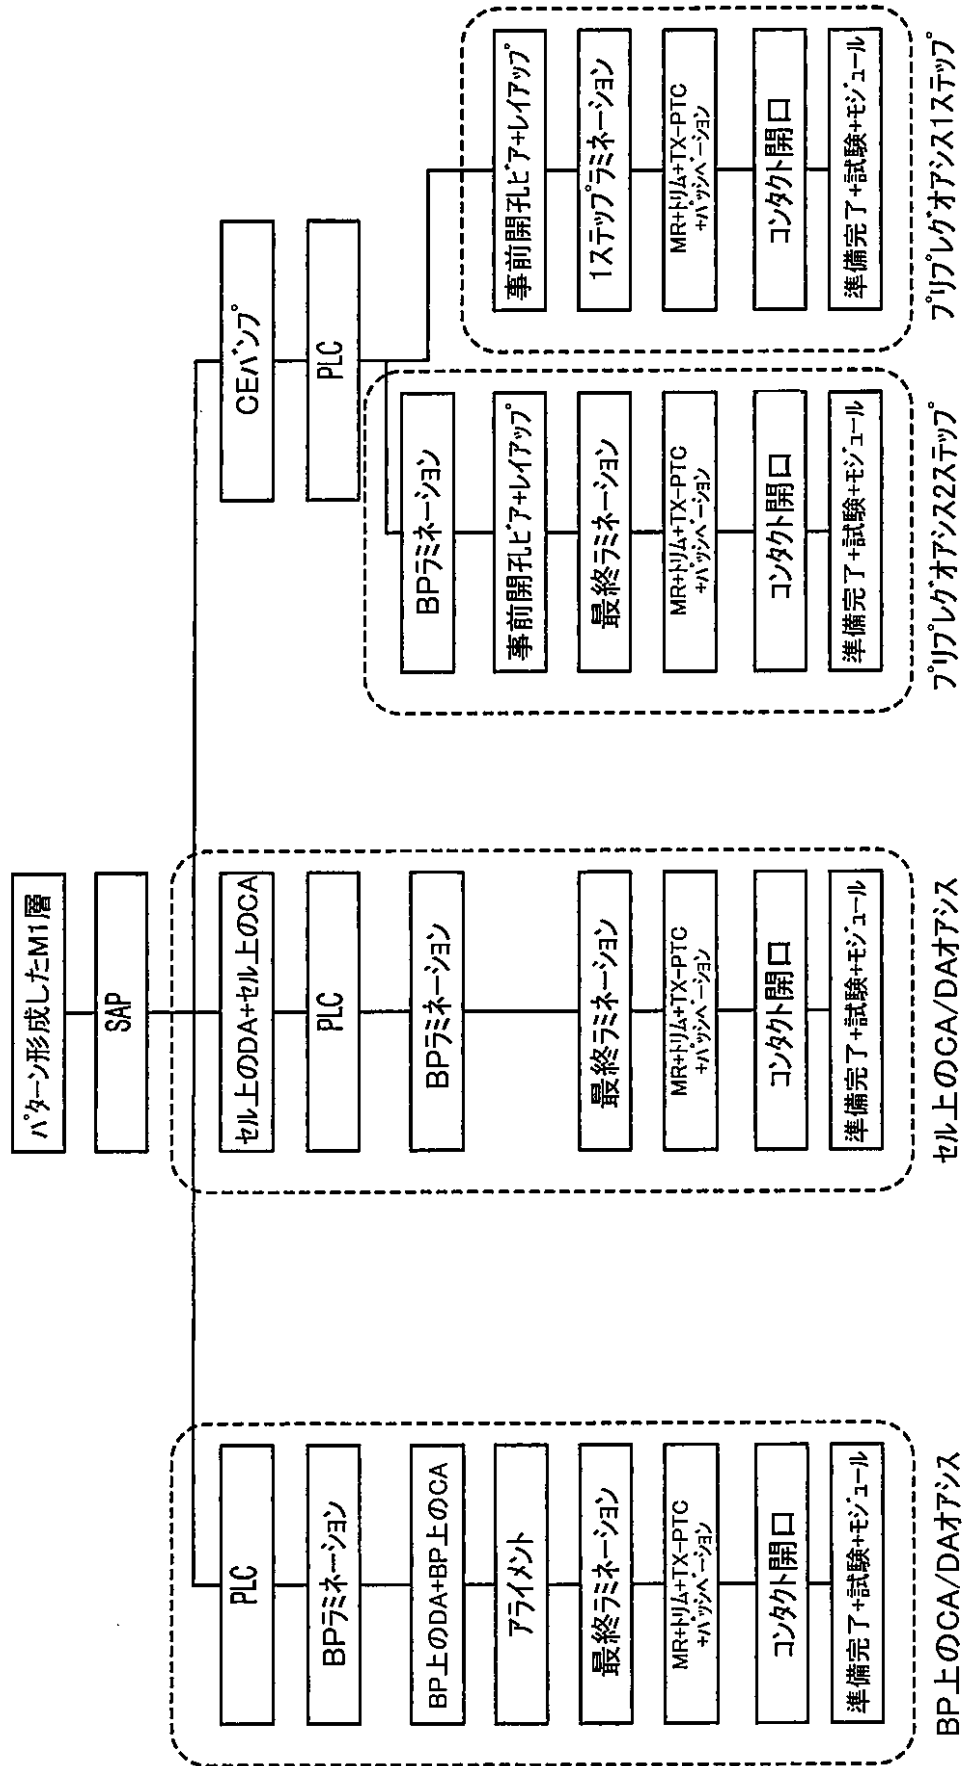 パターン形成したM1層
SAP
PLC
BPラミネーション
BP上のDA+BP上のCA
アライメント
最終ラミネーション
MR+トリム+TX-PTC
+パッシベーション
コンタクト開口
準備完了+試験+モジュール
BP上のCA/DAオアシス
セル上のDA+セル上のCA
PLC
BPラミネーション
最終ラミネーション
MR+トリム+TX-PTC
+パッシベーション
コンタクト開口
準備完了+試験+モジュール
セル上のCA/DAオアシス
CEバンプ
PLC
BPラミネーション
事前開孔ビア+レイアップ
最終ラミネーション
MR+トリム+TX-PTC
+パッシベーション
コンタクト開口
準備完了+試験+モジュール
プリプレグオアシス2ステップ
事前開孔ビア+レイアップ
1ステップラミネーション
MR+トリム+TX-PTC
+パッシベーション
コンタクト開口
準備完了+試験+モジュール
プリプレグオアシス1ステップ